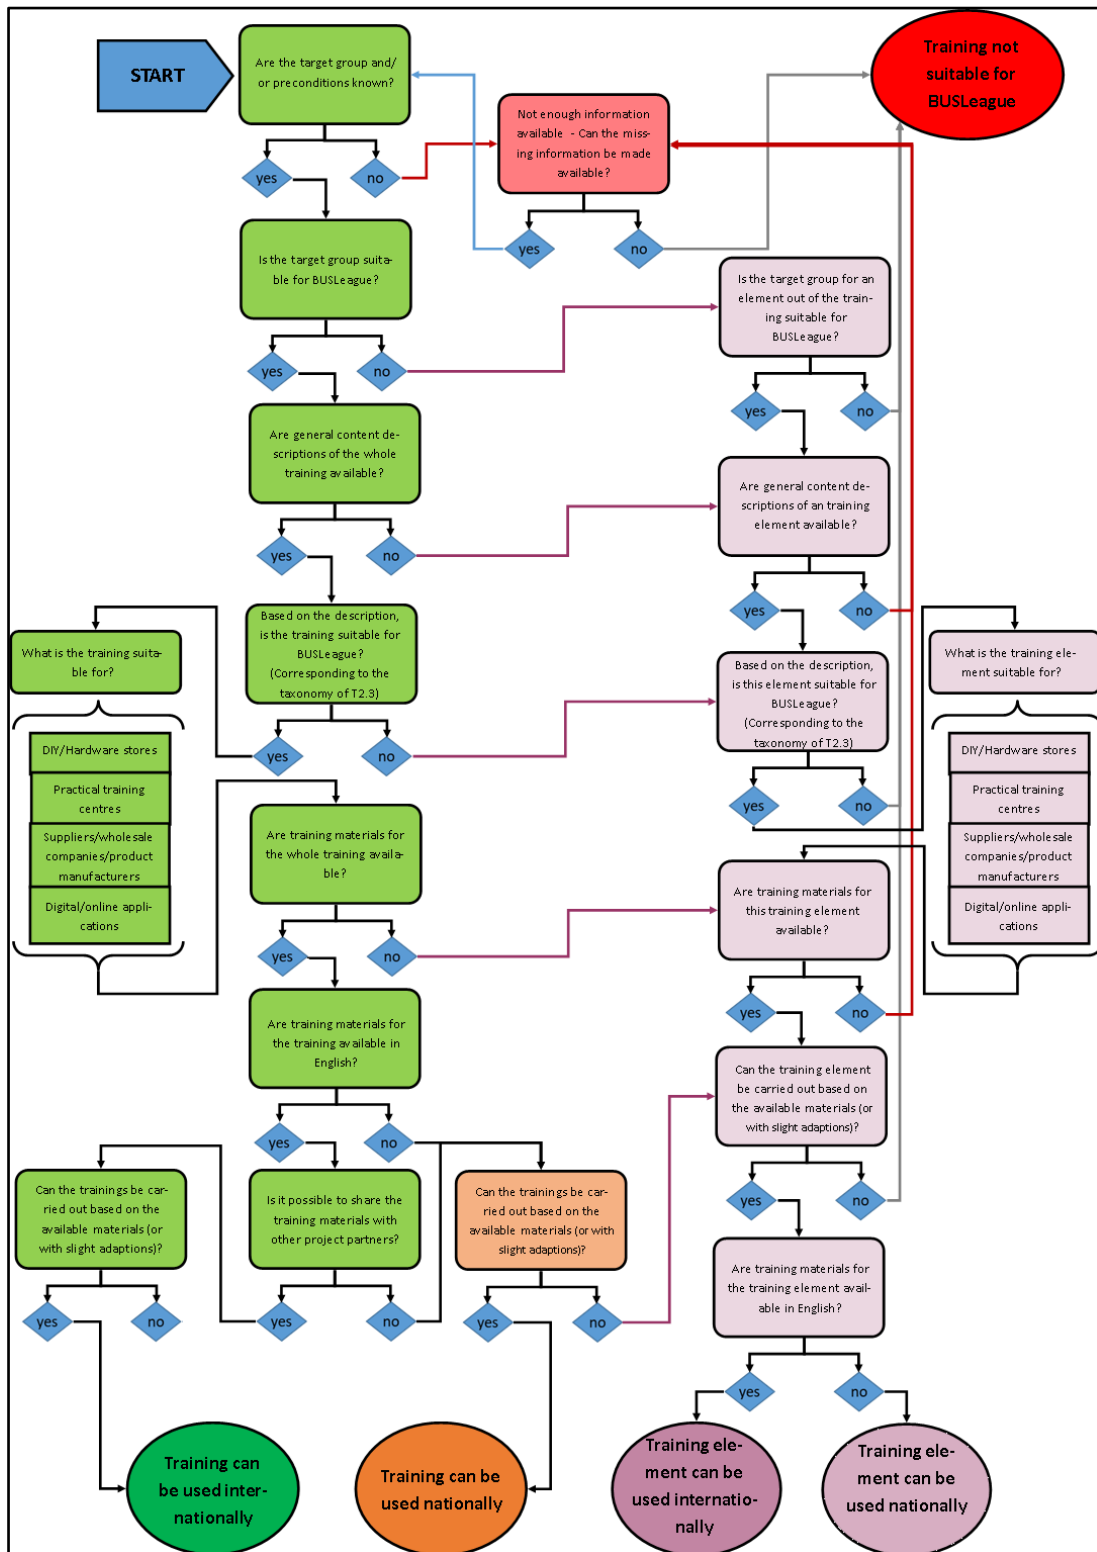 START
Are the target group and/
or preconditions known?
Training not
suitable for
BUSLeague
Not enough information
available - Can the miss-
ing information be made
available?
yes
no
yes
no
Is the target group suita-
ble for BUSLeague?
Is the target group for an
element out of the train-
ing suitable for
BUSLeague?
yes
no
yes
no
Are general content de-
scriptions of the whole
training available?
Are general content de-
scriptions of an training
element available?
yes
no
yes
no
Based on the description,
is the training suitable for
BUSLeague?
(Corresponding to the
taxonomy of T2.3)
What is the training suita-
ble for?
Based on the description,
is this element suitable for
BUSLeague?
(Corresponding to the
taxonomy of T2.3)
What is the training ele-
ment suitable for?
yes
no
yes
no
DIY/Hardware stores
Practical training
centres
Suppliers/wholesale
companies/product
manufacturers
Digital/online appli-
cations
DIY/Hardware stores
Practical training
centres
Suppliers/wholesale
companies/product
manufacturers
Digital/online appli-
cations
Are training materials for
the whole training availa-
ble?
Are training materials for
this training element
available?
yes
no
yes
no
Are training materials for
the training available in
English?
Can the training element
be carried out based on
the available materials (or
with slight adaptions)?
yes
no
yes
no
Can the trainings be car-
ried out based on the
available materials (or
with slight adaptions)?
Is it possible to share the
training materials with
other project partners?
Can the trainings be car-
ried out based on the
available materials (or with
slight adaptions)?
Are training materials for
the training element avail-
able in English?
yes
no
yes
no
yes
no
yes
no
Training can
be used inter-
nationally
Training can be
used nationally
Training ele-
ment can be
used internatio-
nally
Training ele-
ment can be
used nationally